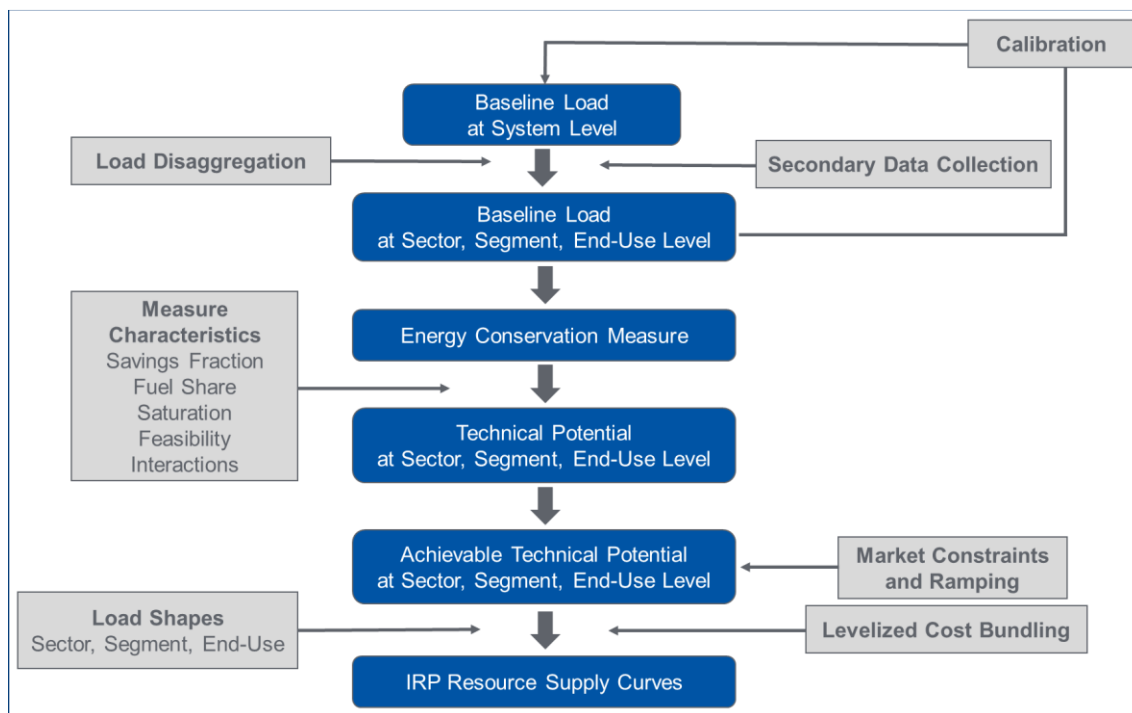 Calibration
Baseline Load
at System Level
Load Disaggregation
Secondary Data Collection
Baseline Load
at Sector, Segment, End-Use Level
Measure
Characteristics
Savings Fraction
Fuel Share
Saturation
Feasibility
Interactions
Energy Conservation Measure
Technical Potential
at Sector, Segment, End-Use Level
Achievable Technical Potential
at Sector, Segment, End-Use Level
Market Constraints
and Ramping
Load Shapes
Sector, Segment, End-Use
Levelized Cost Bundling
IRP Resource Supply Curves